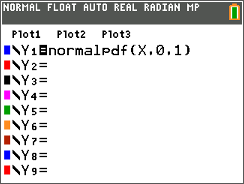 NORMAL FLOAT AUTO REAL RADIAN MP
Plot1 Plot2 Plot3
\Y1=normalpdf(X,0,1)
\Y2=
\Y3=
\Y4=
\Y5=
\Y6=
\Y7=
\Y8=
\Y9=